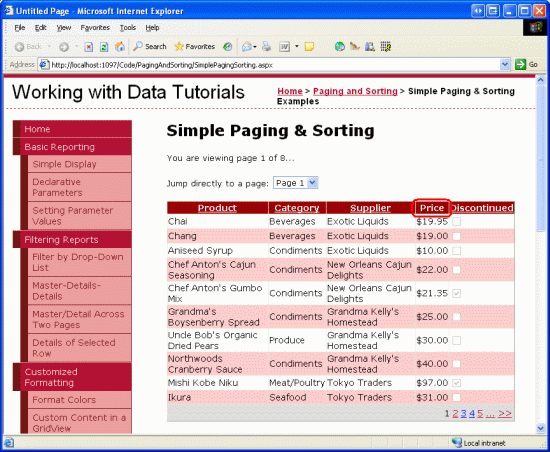 Untitled Page - Microsoft Internet Explorer
File Edit View Favorites Tools Help
Back Search Favorites
Address http://localhost:1097/Code/PagingAndSorting/SimplePagingSorting.aspx Go
Working with Data Tutorials
Home > Paging and Sorting > Simple Paging & Sorting
Examples
Home
Basic Reporting
Simple Display
Declarative
Parameters
Setting Parameter
Values
Filtering Reports
Filter by Drop-Down
List
Master-Details-
Details
Master/Detail Across
Two Pages
Details of Selected
Row
Customized
Formatting
Format Colors
Custom Content in a
GridView
Simple Paging & Sorting
You are viewing page 1 of 8...
Jump directly to a page: Page 1
Product Category Supplier Price Discontinued
Chai Beverages Exotic Liquids $19.95
Chang Beverages Exotic Liquids $19.00
Aniseed Syrup Condiments Exotic Liquids $10.00
Chef Anton's Cajun
Seasoning Condiments New Orleans Cajun
Delights $22.00
Chef Anton's Gumbo
Mix Condiments New Orleans Cajun
Delights $21.35
Grandma's
Boysenberry Spread Condiments Grandma Kelly's
Homestead $25.00
Uncle Bob's Organic
Dried Pears Produce Grandma Kelly's
Homestead $30.00
Northwoods
Cranberry Sauce Condiments Grandma Kelly's
Homestead $40.00
Mishi Kobe Niku Meat/Poultry Tokyo Traders $97.00
Ikura Seafood Tokyo Traders $31.00
1 2 3 4 5 ... >>
Local intranet